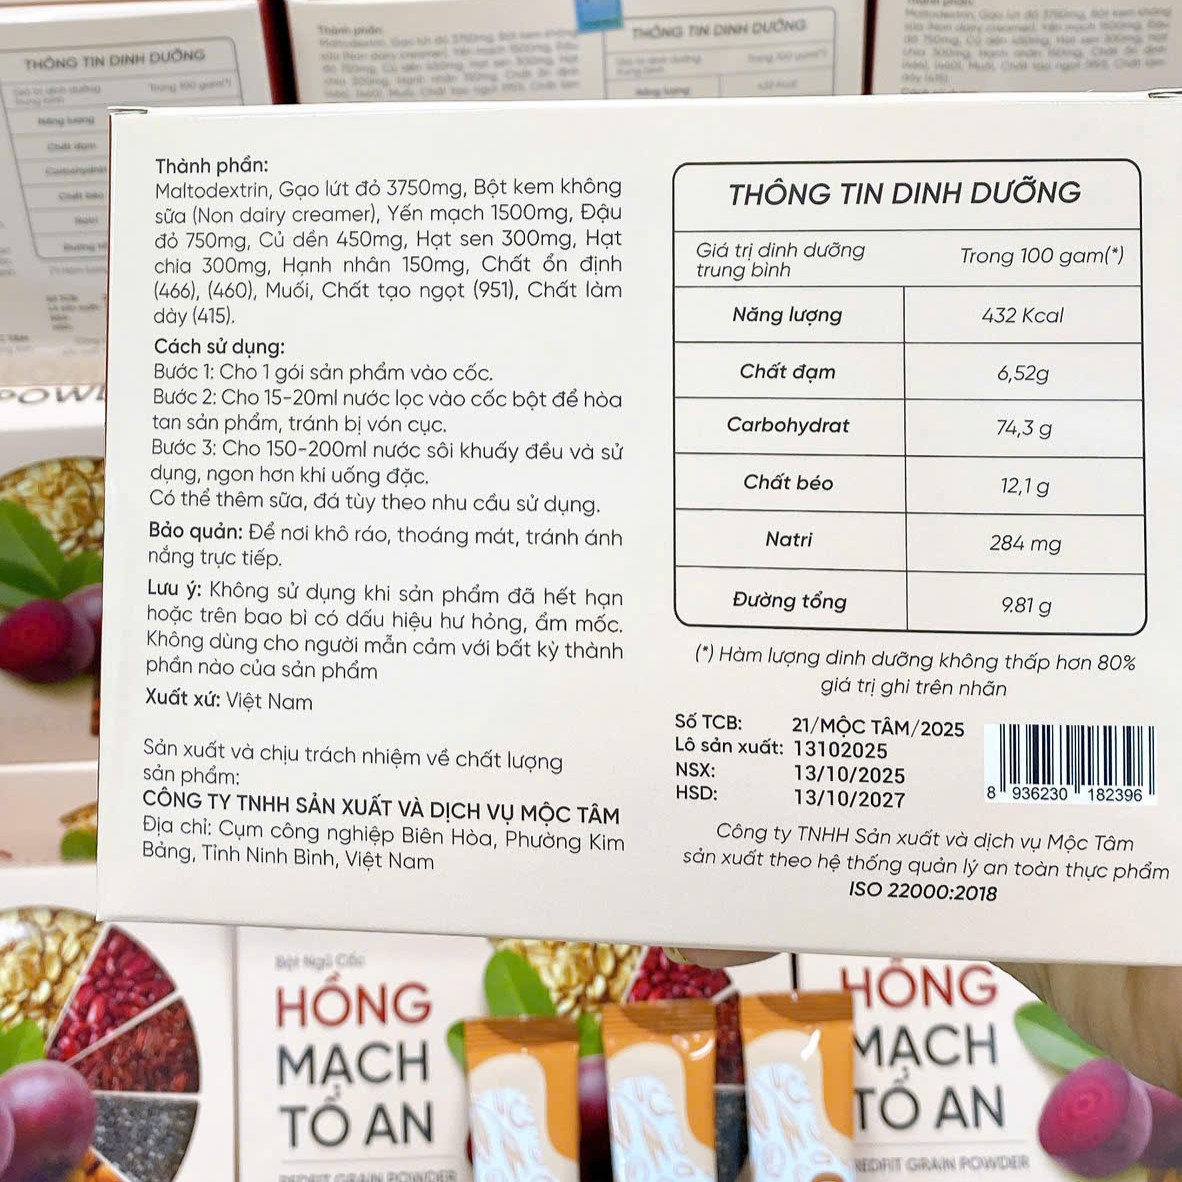 THÔNG TIN DINH DƯỠNG
THÔNG TIN DINH DƯỠNG
Thành phần:
Maltodextrin, Gạo lứt đỏ 3750mg, Bột kem không
sữa (Non dairy creamer), Yến mạch 1500mg, Đậu
đỏ 750mg, Củ dền 450mg, Hạt sen 300mg, Hạt
chia 300mg, Hạnh nhân 150mg, Chất ổn định
(466), (460), Muối, Chất tạo ngọt (951), Chất làm
dày (415).
Cách sử dụng:
Bước 1: Cho 1 gói sản phẩm vào cốc.
Bước 2: Cho 15-20ml nước lọc vào cốc bột để hòa
tan sản phẩm, tránh bị vón cục.
Bước 3: Cho 150-200ml nước sôi khuấy đều và sử
dụng, ngon hơn khi uống đặc.
Có thể thêm sữa, đá tùy theo nhu cầu sử dụng.
Bảo quản: Để nơi khô ráo, thoáng mát, tránh ánh
nắng trực tiếp.
Lưu ý: Không sử dụng khi sản phẩm đã hết hạn
hoặc trên bao bì có dấu hiệu hư hỏng, ẩm mốc.
Không dùng cho người mẫn cảm với bất kỳ thành
phần nào của sản phẩm
Xuất xứ: Việt Nam
Sản xuất và chịu trách nhiệm về chất lượng
sản phẩm:
CÔNG TY TNHH SẢN XUẤT VÀ DỊCH VỤ MỘC TÂM
Địa chỉ: Cụm công nghiệp Biên Hòa, Phường Kim
Bảng, Tỉnh Ninh Bình, Việt Nam
THÔNG TIN DINH DƯỠNG
Giá trị dinh dưỡng
trung bình
Trong 100 gam(*)
Năng lượng 432 Kcal
Chất đạm 6,52g
Carbohydrat 74,3 g
Chất béo 12,1 g
Natri 284 mg
Đường tổng 9.81 g
(*) Hàm lượng dinh dưỡng không thấp hơn 80%
giá trị ghi trên nhãn
Số TCB: 21/MỘC TÂM/2025
Lô sản xuất: 13102025
NSX: 13/10/2025
HSD: 13/10/2027
8 936230 182396
Công ty TNHH Sản xuất và dịch vụ Mộc Tâm
sản xuất theo hệ thống quản lý an toàn thực phẩm
ISO 22000:2018
Bột Ngũ Cốc
HỒNG
MẠCH
TỐ AN
REDFIT GRAIN POWDER
HỒNG
MẠCH
TỐ AN
REDFIT GRAIN POWDER